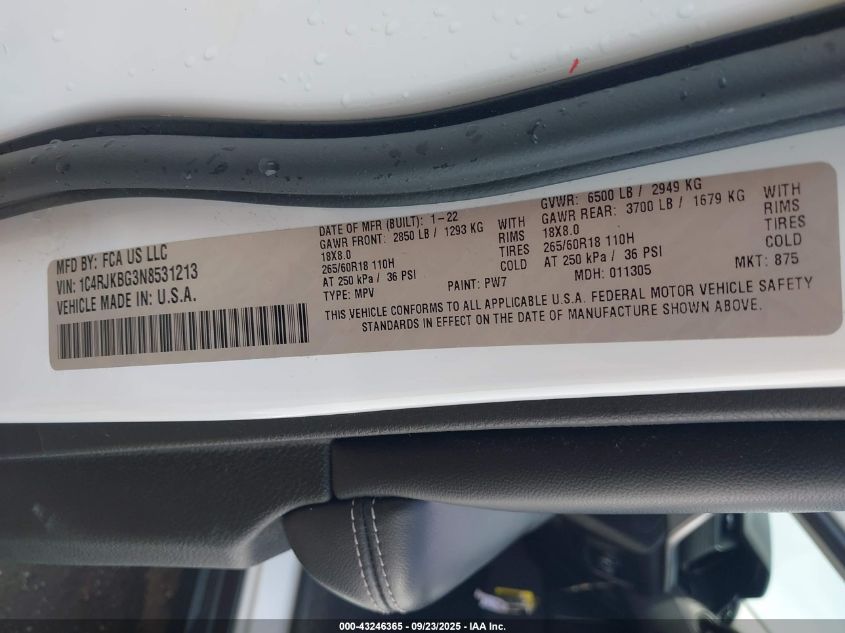 MFD BY: FCA US LLC
VIN: 1C4RJKBG3N8531213
VEHICLE MADE IN: U.S.A.
DATE OF MFR (BUILT): 1-22
GAWR FRONT: 2850 LB / 1293 KG WITH
18X8.0 RIMS
265/60R18 110H TIRES
AT 250 kPa / 36 PSI COLD
TYPE: MPV PAINT: PW7
GVWR: 6500 LB / 2949 KG
GAWR REAR: 3700 LB / 1679 KG WITH
18X8.0 RIMS
265/60R18 110H TIRES
AT 250 kPa / 36 PSI COLD
MDH: 011305 MKT: 875
THIS VEHICLE CONFORMS TO ALL APPLICABLE U.S.A. FEDERAL MOTOR VEHICLE SAFETY
STANDARDS IN EFFECT ON THE DATE OF MANUFACTURE SHOWN ABOVE.
000-43246365 - 09/23/2025 - IAA Inc.